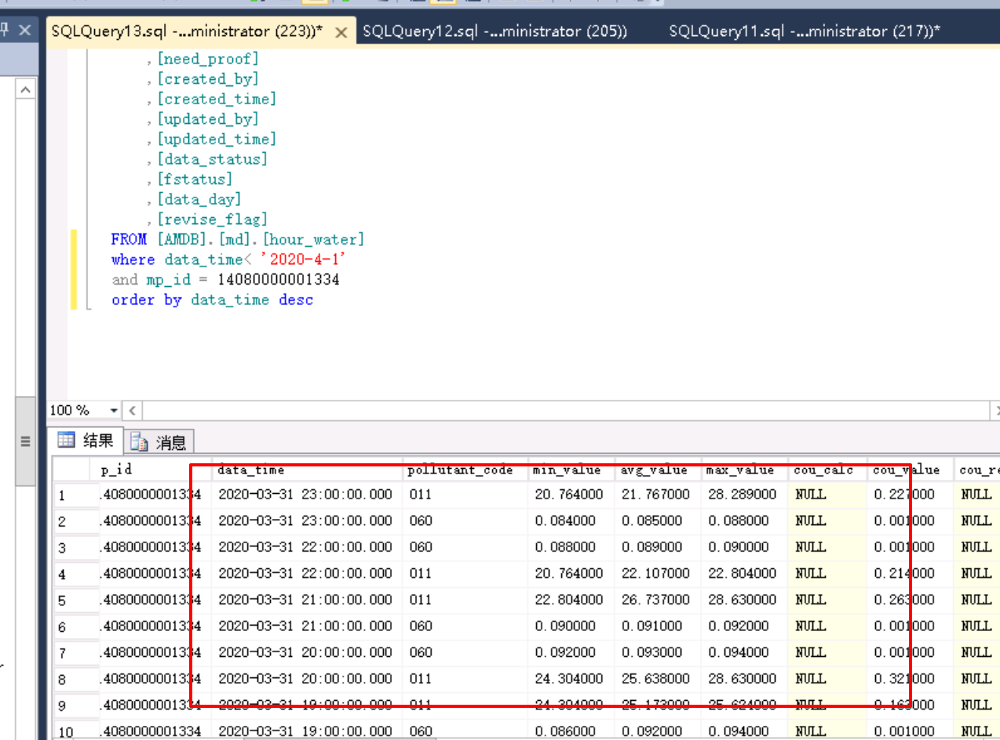 SQLQuery13.sql -...ministrator (223))* SQLQuery12.sql -...ministrator (205)) SQLQuery11.sql -...ministrator (217))*
,[need_proof]
,[created_by]
,[created_time]
,[updated_by]
,[updated_time]
,[data_status]
,[fstatus]
,[data_day]
,[revise_flag]
FROM [AMDB].[md].[hour_water]
where data_time< '2020-4-1'
and mp_id = 14080000001334
order by data_time desc
100 %
结果 消息
p_id data_time pollutant_code min_value avg_value max_value cou_calc cou_value cou_re
1 .4080000001334 2020-03-31 23:00:00.000 011 20.764000 21.767000 28.289000 NULL 0.227000 NULL
2 .4080000001334 2020-03-31 23:00:00.000 060 0.084000 0.085000 0.088000 NULL 0.001000 NULL
3 .4080000001334 2020-03-31 22:00:00.000 060 0.088000 0.089000 0.090000 NULL 0.001000 NULL
4 .4080000001334 2020-03-31 22:00:00.000 011 20.764000 22.107000 22.804000 NULL 0.214000 NULL
5 .4080000001334 2020-03-31 21:00:00.000 011 22.804000 26.737000 28.630000 NULL 0.263000 NULL
6 .4080000001334 2020-03-31 21:00:00.000 060 0.090000 0.091000 0.092000 NULL 0.001000 NULL
7 .4080000001334 2020-03-31 20:00:00.000 060 0.092000 0.093000 0.094000 NULL 0.001000 NULL
8 .4080000001334 2020-03-31 20:00:00.000 011 24.304000 25.638000 28.630000 NULL 0.321000 NULL
9 .4080000001334 2020-03-31 19:00:00.000 011 24.304000 25.173000 25.624000 NULL 0.163000 NULL
10 .4080000001334 2020-03-31 19:00:00.000 060 0.086000 0.092000 0.094000 NULL 0.001000 NULL